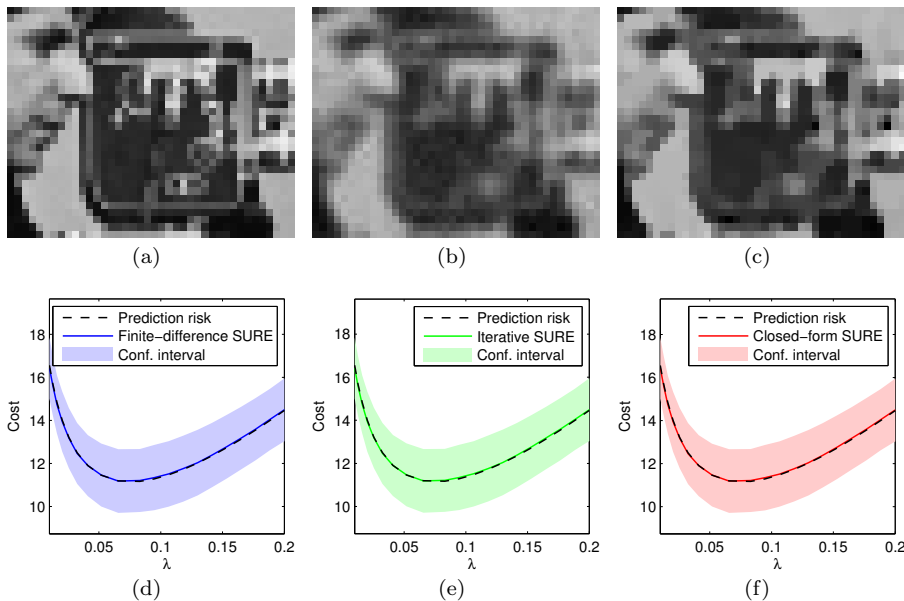 (a) (b) (c)
Prediction risk
Finite−difference SURE
Conf. interval
18
16
14
12
10
Cost
0.05 0.1 0.15 0.2
λ
(d)
Prediction risk
Iterative SURE
Conf. interval
18
16
14
12
10
Cost
0.05 0.1 0.15 0.2
λ
(e)
Prediction risk
Closed−form SURE
Conf. interval
18
16
14
12
10
Cost
0.05 0.1 0.15 0.2
λ
(f)